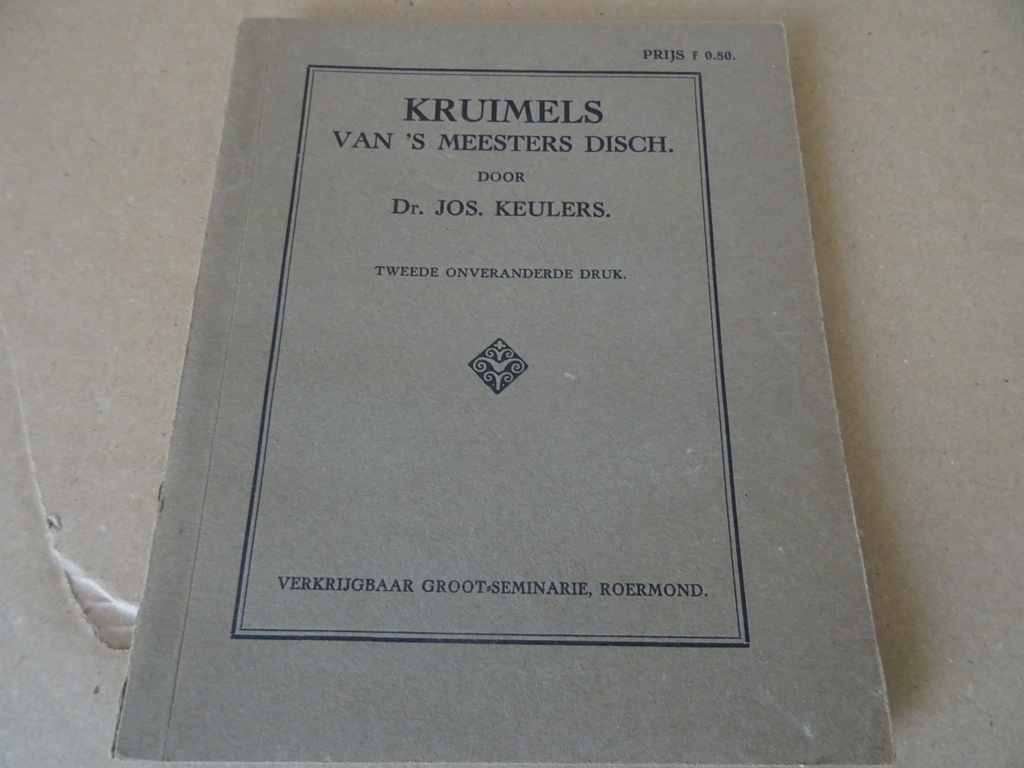 PRIJS f 0.80.
KRUIMELS
VAN 'S MEESTERS DISCH.
DOOR
Dr. JOS. KEULERS.
TWEEDE ONVERANDERDE DRUK.
VERKRIJGBAAR GROOT-SEMINARIE, ROERMOND.